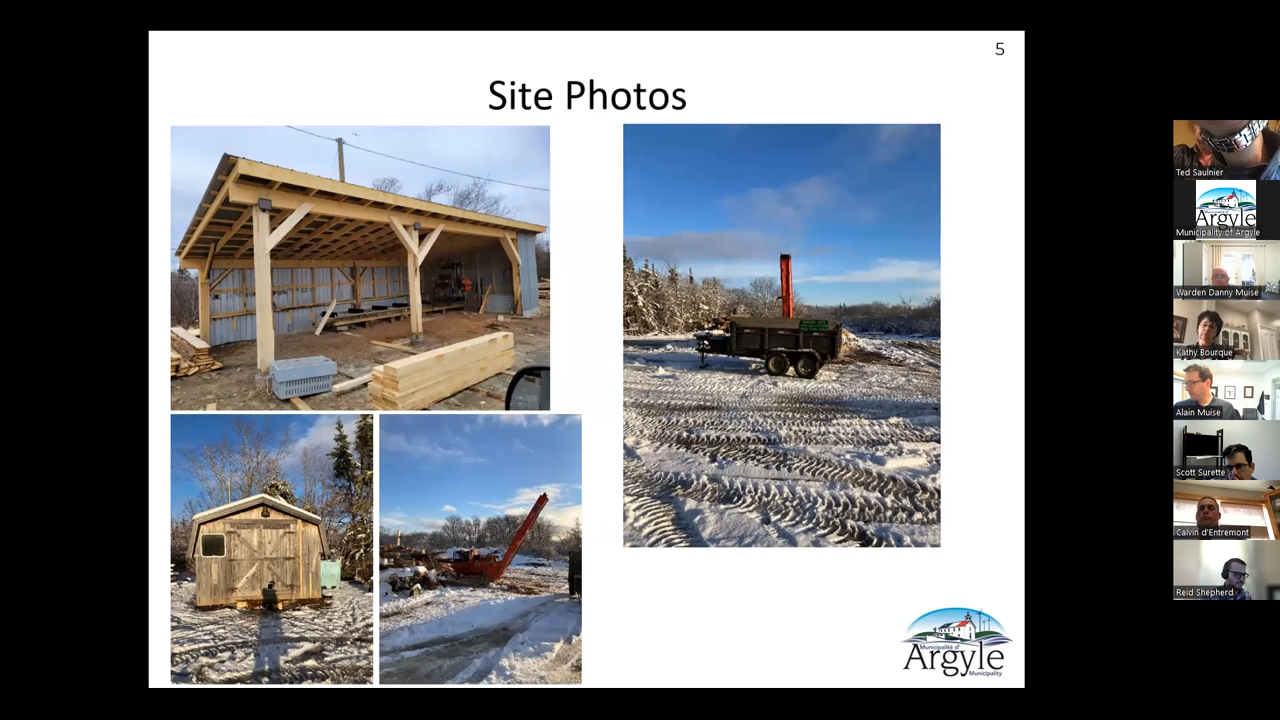 5
Site Photos
Municipalité d'
Argyle
Municipality
Ted Saulnier
Argyle
Municipality of Argyle
Warden Danny Muise
Kathy Bourque
Alain Muise
Scott Surette
Calvin d'Entremont
Reid Shepherd